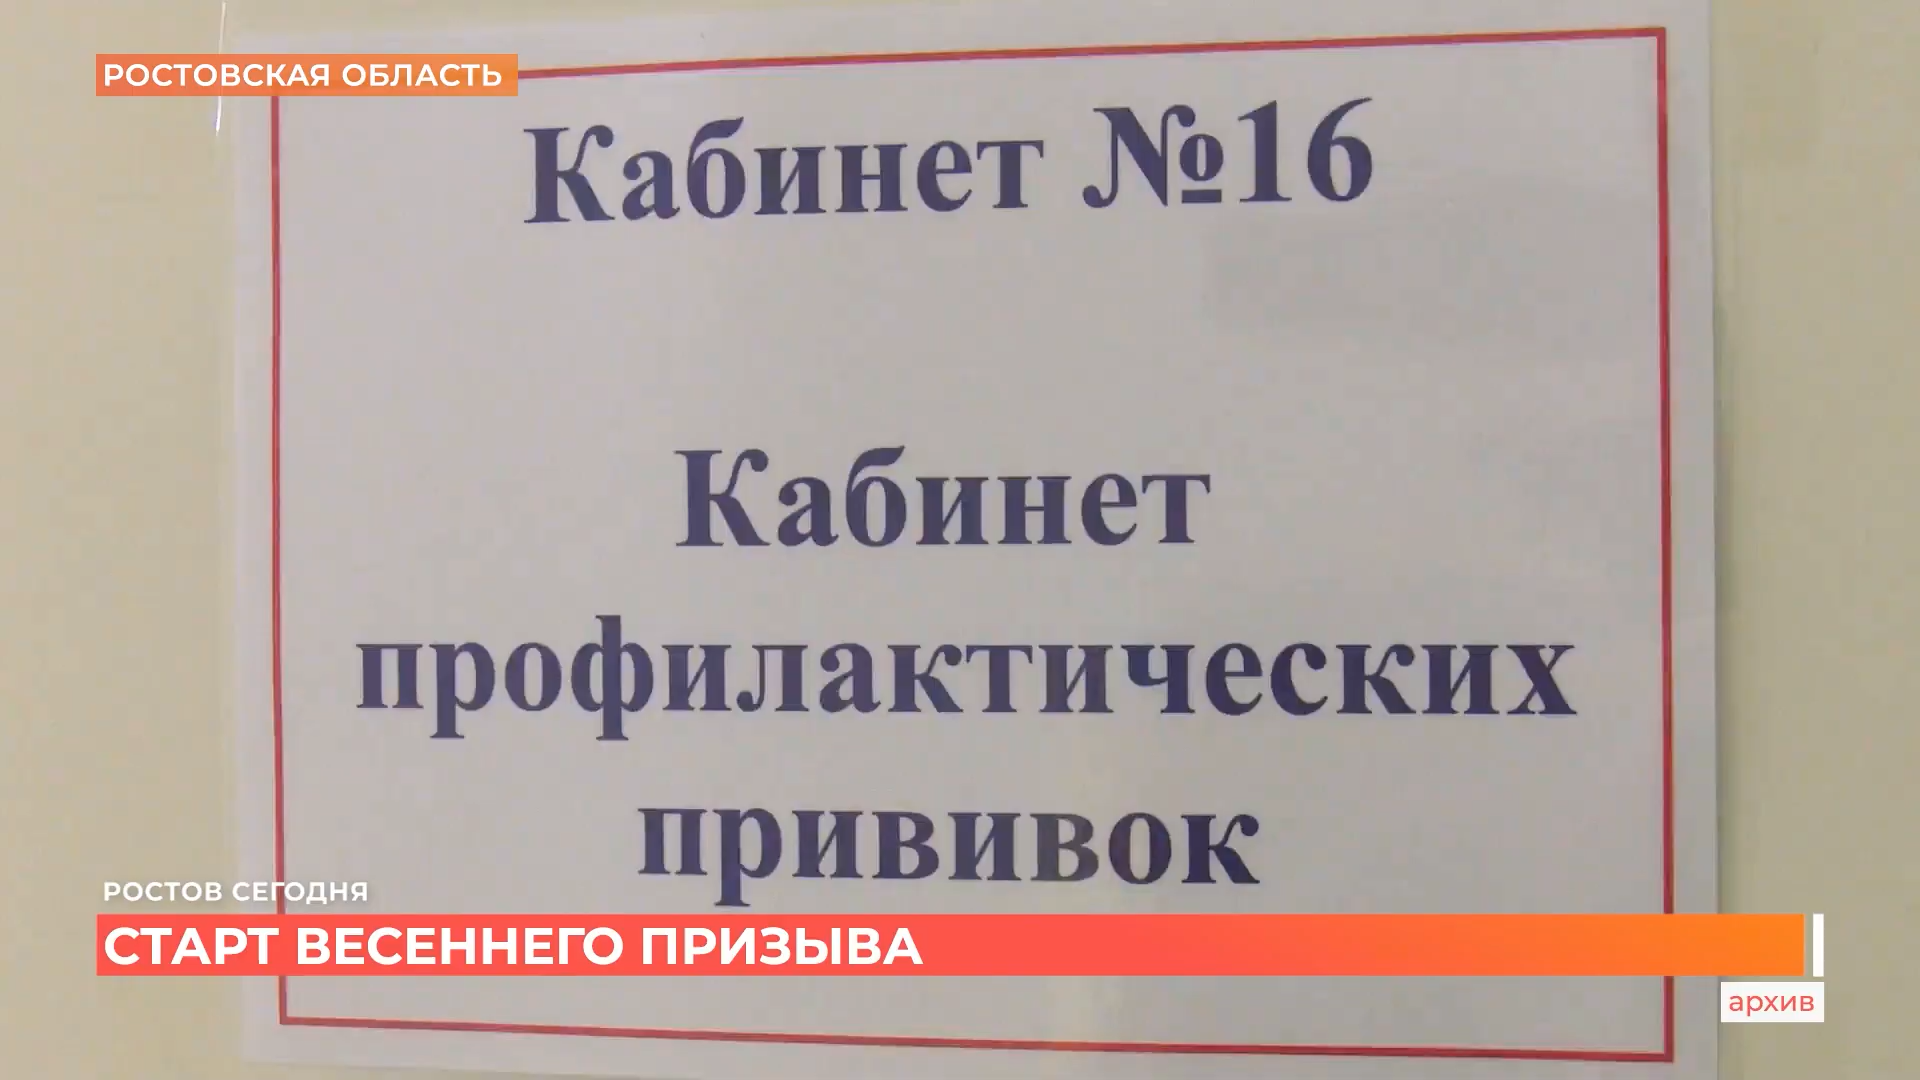 РОСТОВСКАЯ ОБЛАСТЬ
Кабинет №16
Кабинет
профилактических
прививок
РОСТОВ СЕГОДНЯ
СТАРТ ВЕСЕННЕГО ПРИЗЫВА
архив